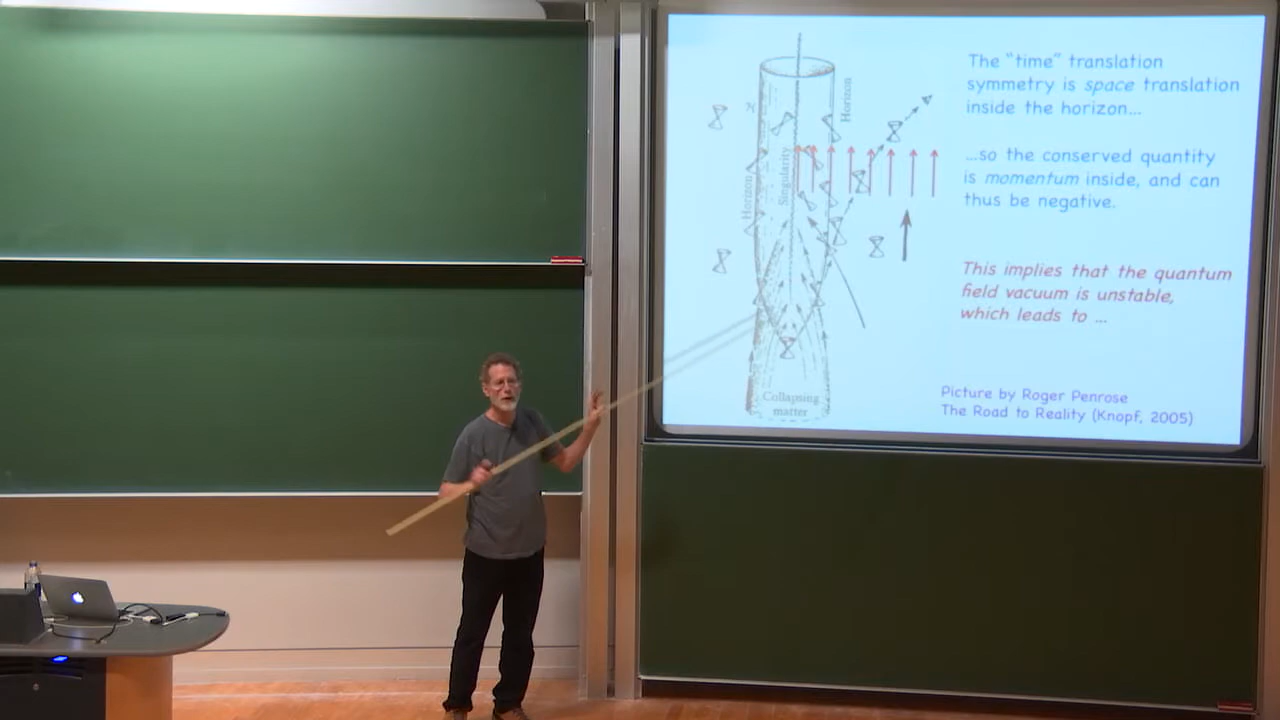 The "time" translation
symmetry is space translation
inside the horizon...
...so the conserved quantity
is momentum inside, and can
thus be negative.
This implies that the quantum
field vacuum is unstable,
which leads to ...
Picture by Roger Penrose
The Road to Reality (Knopf, 2005)
Horizon
Singularity
Horizon
Collapsing
matter